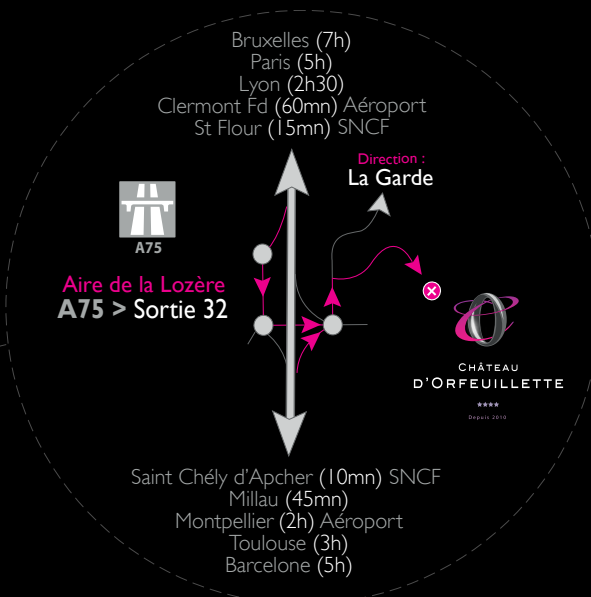 Bruxelles (7h)
Paris (5h)
Lyon (2h30)
Clermont Fd (60mn) Aéroport
St Flour (15mn) SNCF
Direction :
La Garde
A75
Aire de la Lozère
A75 > Sortie 32
CHÂTEAU
D'ORFEUILLETTE
Depuis 2010
Saint Chély d'Apcher (10mn) SNCF
Millau (45mn)
Montpellier (2h) Aéroport
Toulouse (3h)
Barcelone (5h)